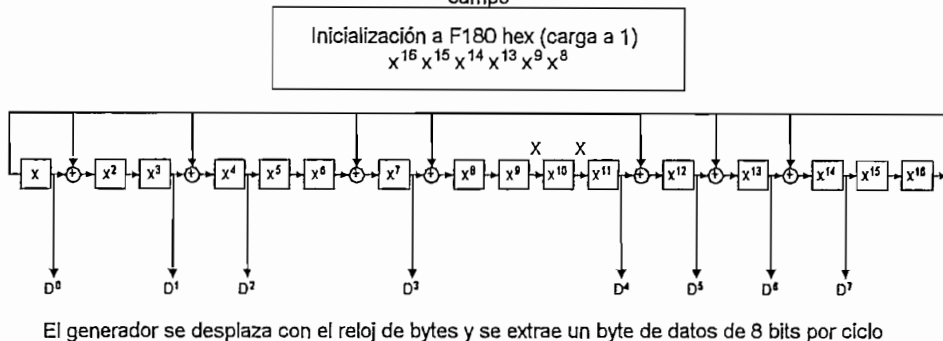 campo
Inicialización a F180 hex (carga a 1)
x¹⁶ x¹⁵ x¹⁴ x¹³ x⁹ x⁸
X X
x + x² x³ + x⁴ x⁵ x⁶ + x⁷ + x⁸ x⁹ x¹⁰ x¹¹ + x¹² + x¹³ + x¹⁴ x¹⁵ x¹⁶
D⁰ D¹ D² D³ D⁴ D⁵ D⁶ D⁷
El generador se desplaza con el reloj de bytes y se extrae un byte de datos de 8 bits por ciclo